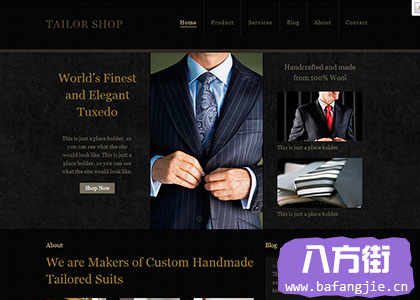 TAILOR SHOP
Home Product Services Blog About Contact
World's Finest
and Elegant
Tuxedo
This is just a place holder, so
you can see what the site
would look like. This is just a
place holder, so you can see
what the site would look like.
Shop Now
Handcrafted and made
from 100% Wool
This is just a place holder
This is just a place holder
About
We are Makers of Custom Handmade
Tailored Suits
Blog
八方街
www.bafangjie.cn